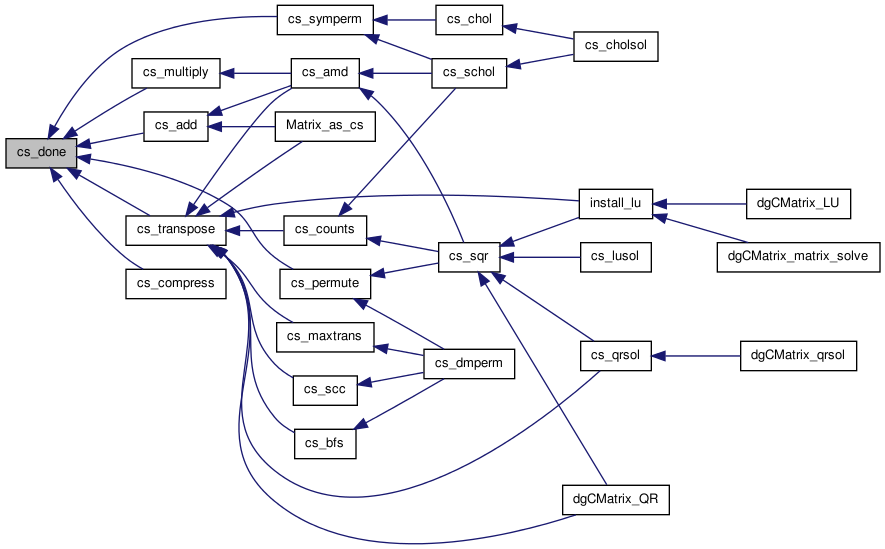 cs_symperm
cs_chol
cs_cholsol
cs_multiply
cs_amd
cs_schol
cs_add
Matrix_as_cs
cs_done
install_lu
dgCMatrix_LU
cs_transpose
cs_counts
cs_sqr
cs_lusol
dgCMatrix_matrix_solve
cs_compress
cs_permute
cs_maxtrans
cs_dmperm
cs_qrsol
dgCMatrix_qrsol
cs_scc
cs_bfs
dgCMatrix_QR